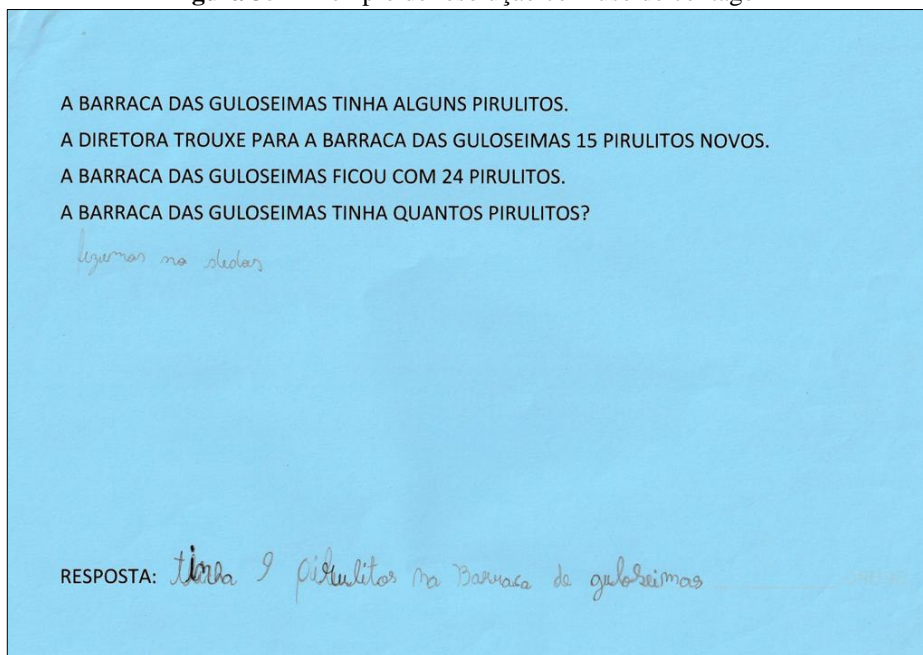 A BARRACA DAS GULOSEIMAS TINHA ALGUNS PIRULITOS.
A DIRETORA TROUXE PARA A BARRACA DAS GULOSEIMAS 15 PIRULITOS NOVOS.
A BARRACA DAS GULOSEIMAS FICOU COM 24 PIRULITOS.
A BARRACA DAS GULOSEIMAS TINHA QUANTOS PIRULITOS?
fizemos no dedos
RESPOSTA: tinha 9 pirulitos na Barraca de guloseimas